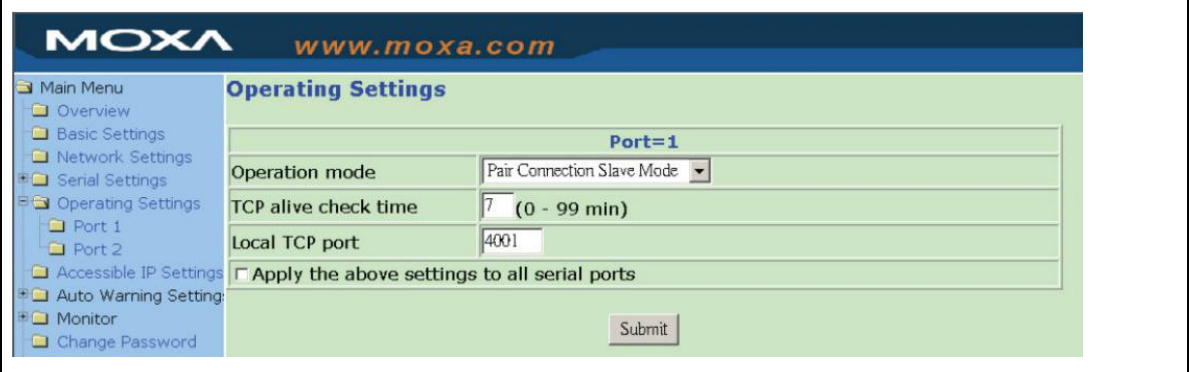 MOXA www.moxa.com
Main Menu
Overview
Basic Settings
Network Settings
Serial Settings
Operating Settings
Port 1
Port 2
Accessible IP Settings
Auto Warning Setting
Monitor
Change Password
Operating Settings
Port=1
Operation mode Pair Connection Slave Mode
TCP alive check time 7 (0 - 99 min)
Local TCP port 4001
Apply the above settings to all serial ports
Submit